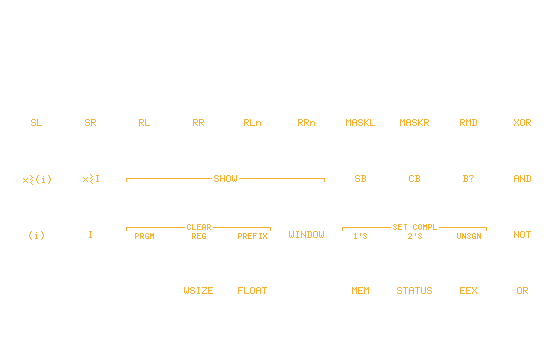 SL SR RL RR RLn RRn MASKL MASKR RMD XOR
x≷(i) x≷I SHOW SB CB B? AND
CLEAR SET COMPL
(i) I PRGM REG PREFIX WINDOW 1'S 2'S UNSGN NOT
WSIZE FLOAT MEM STATUS EEX OR